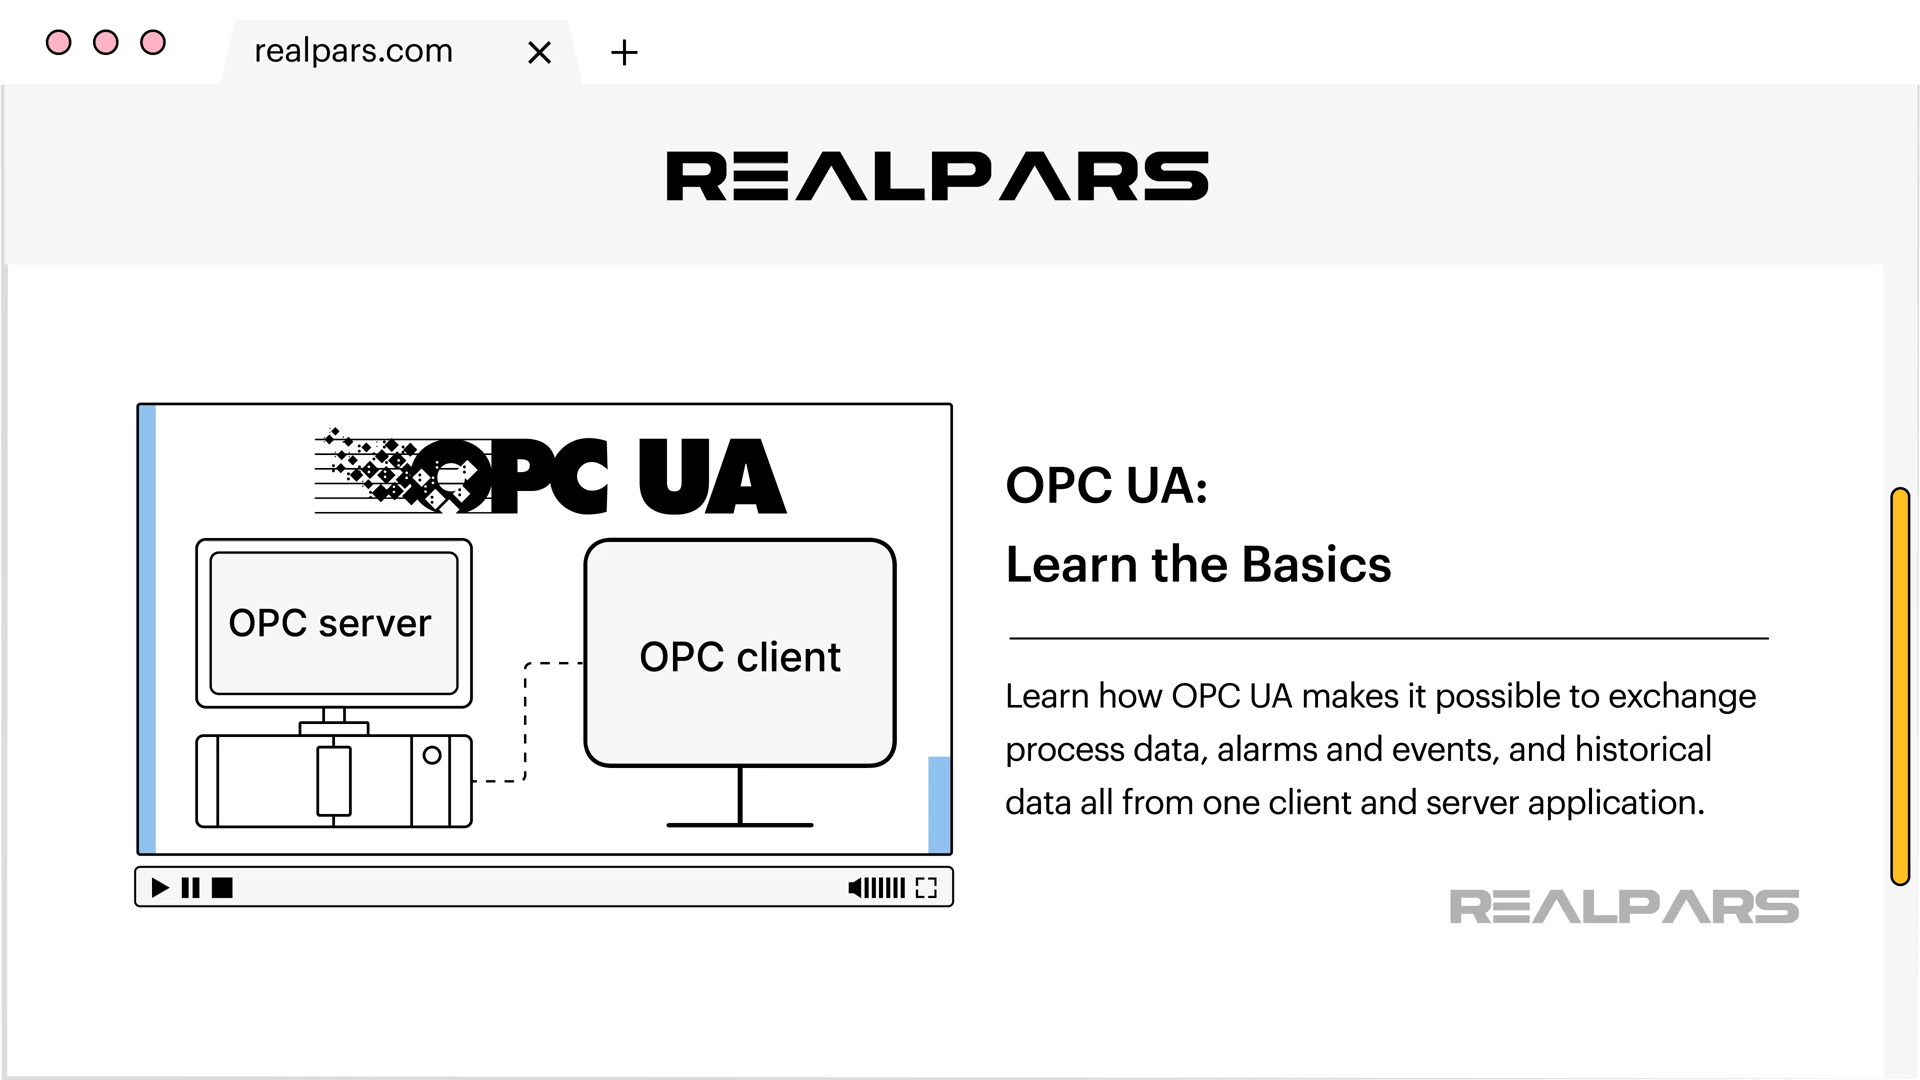 realpars.com
REALPARS
OPC UA
OPC server
OPC client
OPC UA:
Learn the Basics
Learn how OPC UA makes it possible to exchange
process data, alarms and events, and historical
data all from one client and server application.
REALPARS